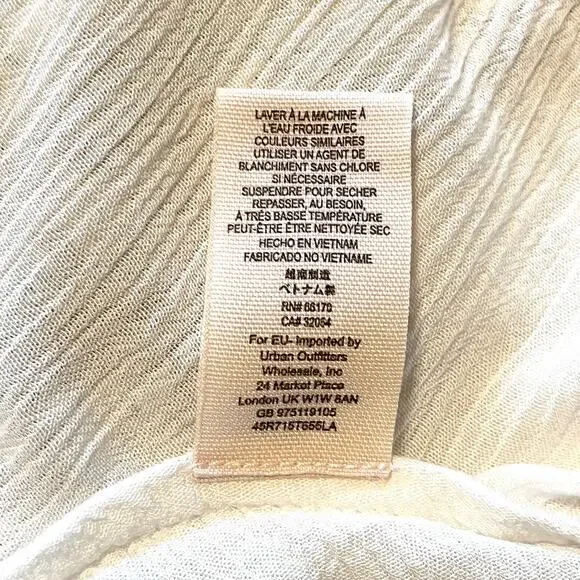 LAVER À LA MACHINE À
L'EAU FROIDE AVEC
COULEURS SIMILAIRES
UTILISER UN AGENT DE
BLANCHIMENT SANS CHLORE
SI NÉCESSAIRE
SUSPENDRE POUR SECHER
REPASSER, AU BESOIN,
À TRÈS BASSE TEMPÉRATURE
PEUT-ÊTRE ÊTRE NETTOYÉE SEC
HECHO EN VIETNAM
FABRICADO NO VIETNAME
越南制造
ベトナム製
RN# 66170
CA# 32054
For EU- Imported by
Urban Outfitters
Wholesale, Inc
24 Market Place
London UK W1W 8AN
GB 975119105
45R715T655LA